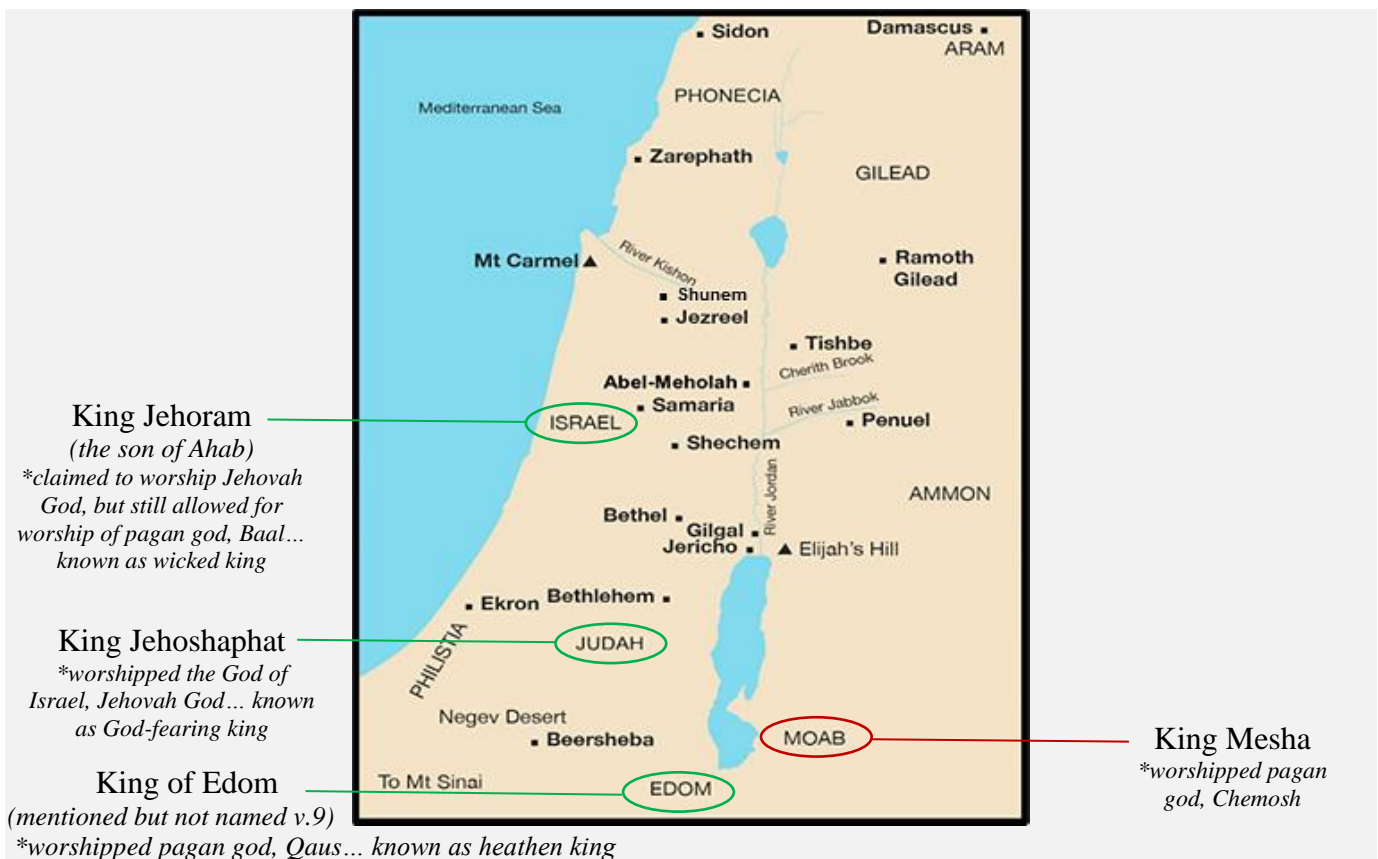 Sidon
Damascus
ARAM
PHONECIA
Mediterranean Sea
Zarephath
GILEAD
Mt Carmel
River Kishon
Ramoth
Gilead
Shunem
Jezreel
Tishbe
Cherith Brook
Abel-Meholah
Samaria
River Jabbok
Penuel
ISRAEL
Shechem
River Jordan
AMMON
Bethel
Gilgal
Jericho
Elijah's Hill
Ekron
Bethlehem
PHILISTIA
JUDAH
Negev Desert
Beersheba
MOAB
To Mt Sinai
EDOM
King Jehoram
(the son of Ahab)
*claimed to worship Jehovah
God, but still allowed for
worship of pagan god, Baal…
known as wicked king
King Jehoshaphat
*worshipped the God of
Israel, Jehovah God… known
as God-fearing king
King of Edom
(mentioned but not named v.9)
*worshipped pagan god, Qaus… known as heathen king
King Mesha
*worshipped pagan
god, Chemosh